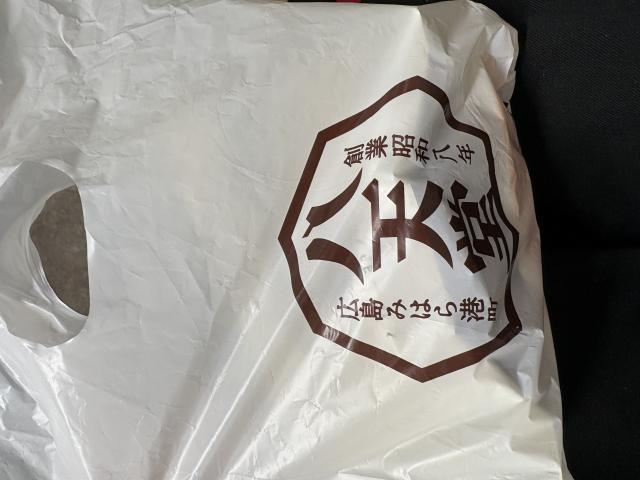 創業昭和八年
八天堂
広島みはら港町